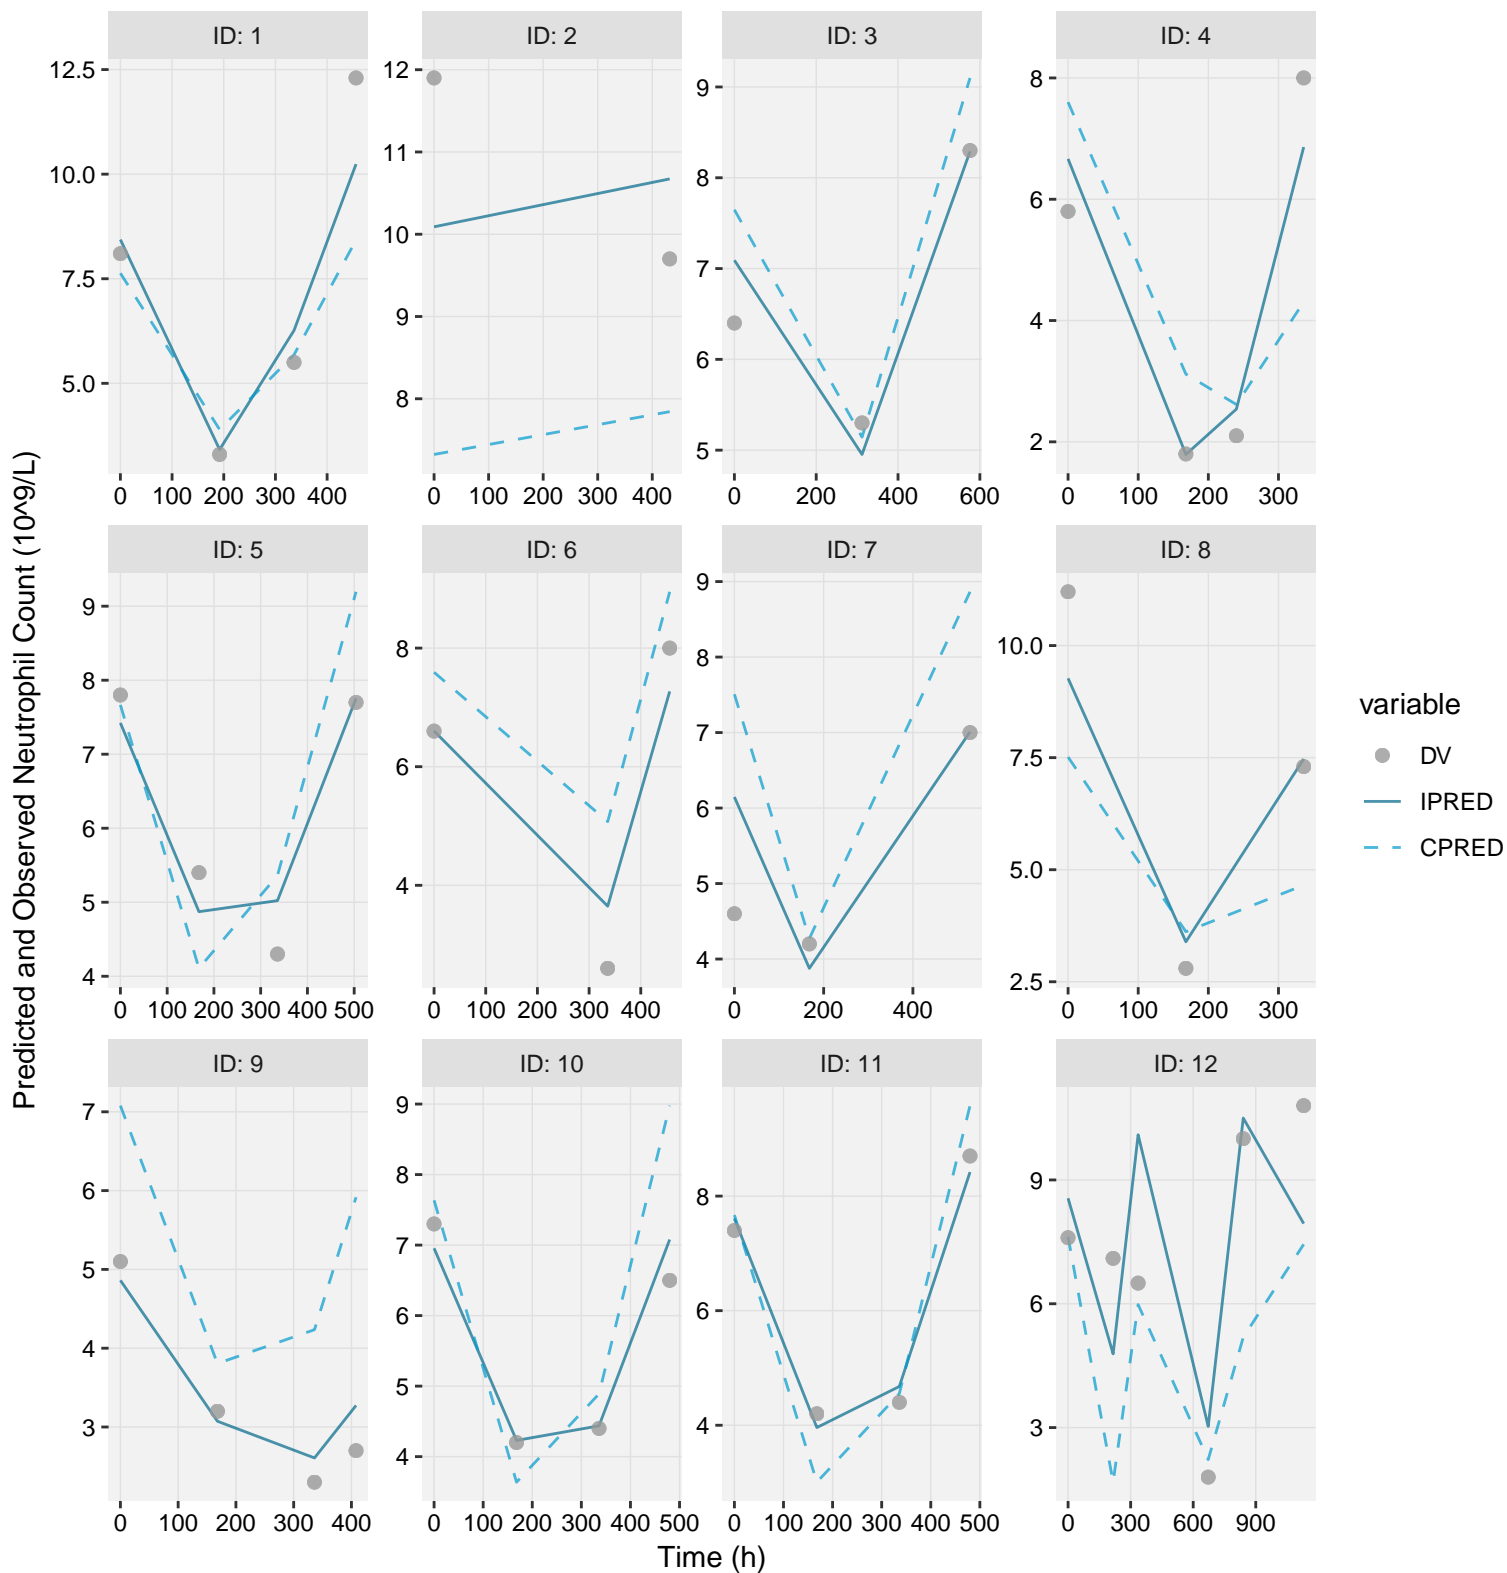 ID: 1
ID: 2
ID: 3
ID: 4
12.5
10.0
7.5
5.0
0 100 200 300 400
12
11
10
9
8
0 100 200 300 400
9
8
7
6
5
0 200 400 600
8
6
4
2
0 100 200 300
ID: 5
ID: 6
ID: 7
ID: 8
9
8
7
6
5
4
0 100 200 300 400 500
8
6
4
0 100 200 300 400
9
8
7
6
5
4
0 200 400
10.0
7.5
5.0
2.5
0 100 200 300
ID: 9
ID: 10
ID: 11
ID: 12
7
6
5
4
3
0 100 200 300 400
9
8
7
6
5
4
0 100 200 300 400 500
8
6
4
0 100 200 300 400 500
9
6
3
0 300 600 900
Time (h)
Predicted and Observed Neutrophil Count (10^9/L)
variable
DV
IPRED
CPRED